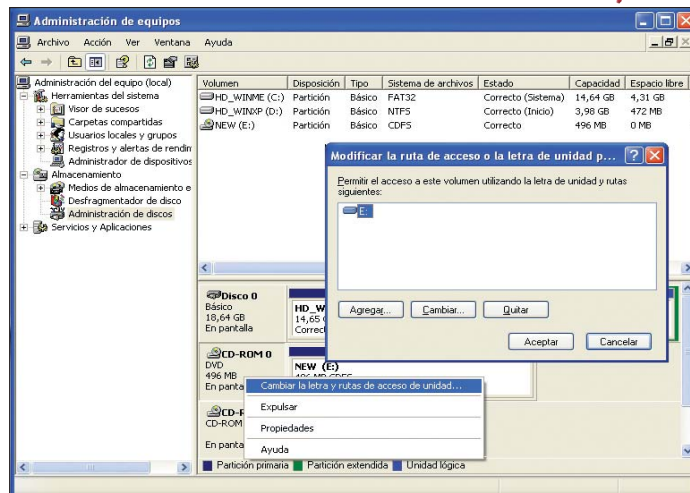 Administración de equipos
Archivo Acción Ver Ventana Ayuda
Administración del equipo (local)
Herramientas del sistema
Visor de sucesos
Carpetas compartidas
Usuarios locales y grupos
Registros y alertas de rendim
Administrador de dispositivos
Almacenamiento
Medios de almacenamiento e
Desfragmentador de disco
Administración de discos
Servicios y Aplicaciones
Volumen Disposición Tipo Sistema de archivos Estado Capacidad Espacio libre
HD_WINME (C:) Partición Básico FAT32 Correcto (Sistema) 14,64 GB 4,31 GB
HD_WINXP (D:) Partición Básico NTFS Correcto (Inicio) 3,98 GB 472 MB
NEW (E:) Partición Básico CDFS Correcto 496 MB 0 MB
Modificar la ruta de acceso o la letra de unidad p...
Permitir el acceso a este volumen utilizando la letra de unidad y rutas
siguientes:
E:
Agregar... Cambiar... Quitar
Aceptar Cancelar
Disco 0
Básico
18,64 GB
En pantalla
HD_W
14,65
Correc
CD-ROM 0
DVD
496 MB
En panta
NEW (E:)
496 MB CDFS
Cambiar la letra y rutas de acceso de unidad...
Expulsar
Propiedades
Ayuda
CD-R
CD-ROM
En panta
Partición primaria Partición extendida Unidad lógica